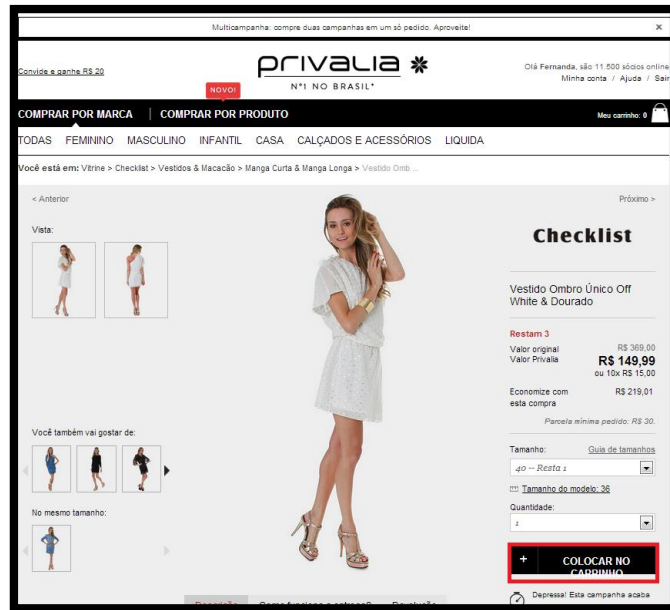 Multicampanha: compre duas campanhas em um só pedido. Aproveite!
x
Convide e ganhe R$ 20
PRIVALIA
Nº1 NO BRASIL*
Olá Fernanda, são 11.500 sócios online
Minha conta / Ajuda / Sair
NOVO!
COMPRAR POR MARCA | COMPRAR POR PRODUTO
Meu carrinho: 0
TODAS FEMININO MASCULINO INFANTIL CASA CALÇADOS E ACESSÓRIOS LIQUIDA
Você está em: Vitrine > Checklist > Vestidos & Macacão > Manga Curta & Manga Longa > Vestido Omb ...
< Anterior
Próximo >
Vista:
Checklist
Vestido Ombro Único Off
White & Dourado
Restam 3
Valor original R$ 369,00
Valor Privalia R$ 149,99
ou 10x R$ 15,00
Economize com R$ 219,01
esta compra
Parcela mínima pedido: R$ 30.
Você também vai gostar de:
Tamanho: Guia de tamanhos
40 -- Resta 1
Tamanho do modelo: 36
No mesmo tamanho:
Quantidade:
1
+ COLOCAR NO
CARRINHO
Depressa! Esta campanha acaba
Descrição Como funciona a entrega? Devolução